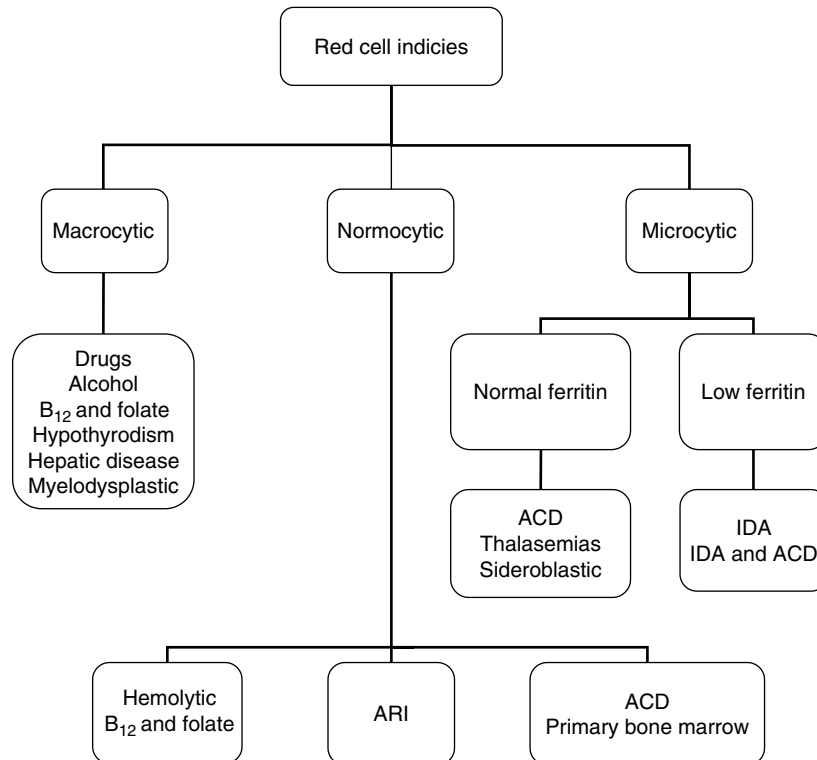 Red cell indicies
Macrocytic
Normocytic
Microcytic
Drugs
Alcohol
B₁₂ and folate
Hypothyrodism
Hepatic disease
Myelodysplastic
Normal ferritin
Low ferritin
ACD
Thalasemias
Sideroblastic
IDA
IDA and ACD
Hemolytic
B₁₂ and folate
ARI
ACD
Primary bone marrow